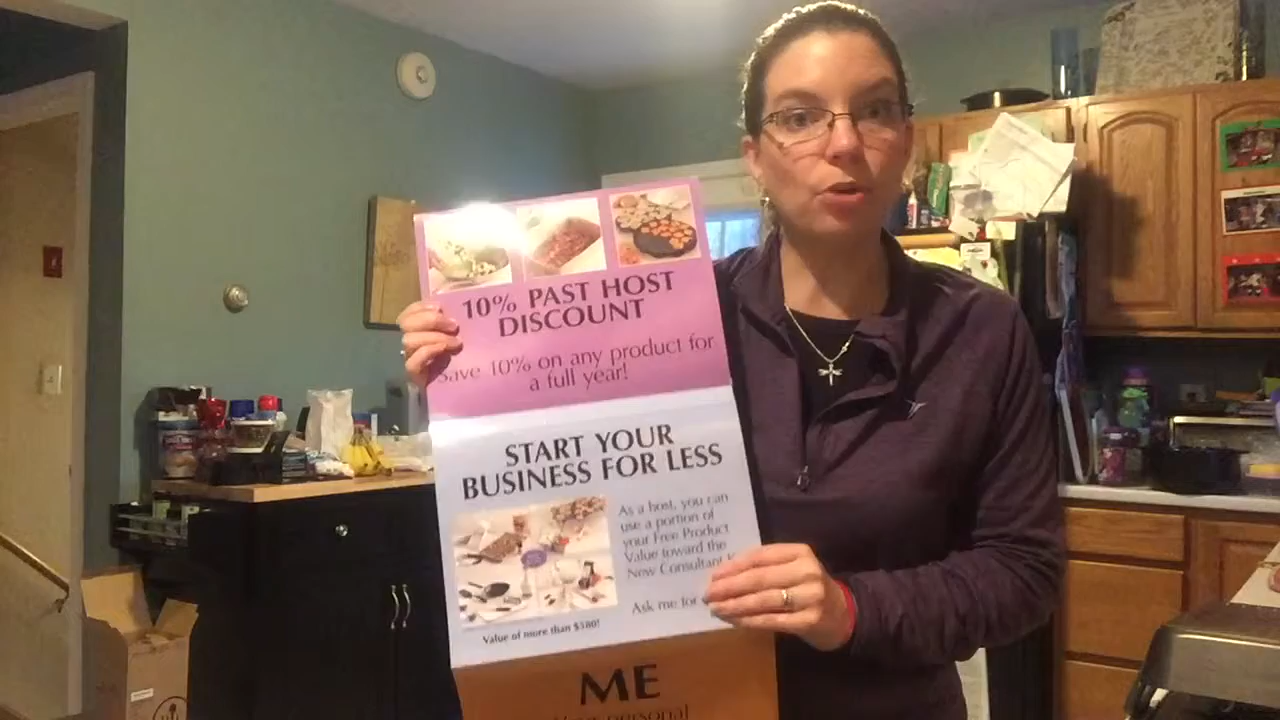 10% PAST HOST
DISCOUNT
Save 10% on any product for
a full year!
START YOUR
BUSINESS FOR LESS
As a host, you can
use a portion of
your Free Product
Value toward the
New Consultant
Ask me for
Value of more than $580!
ME
personal